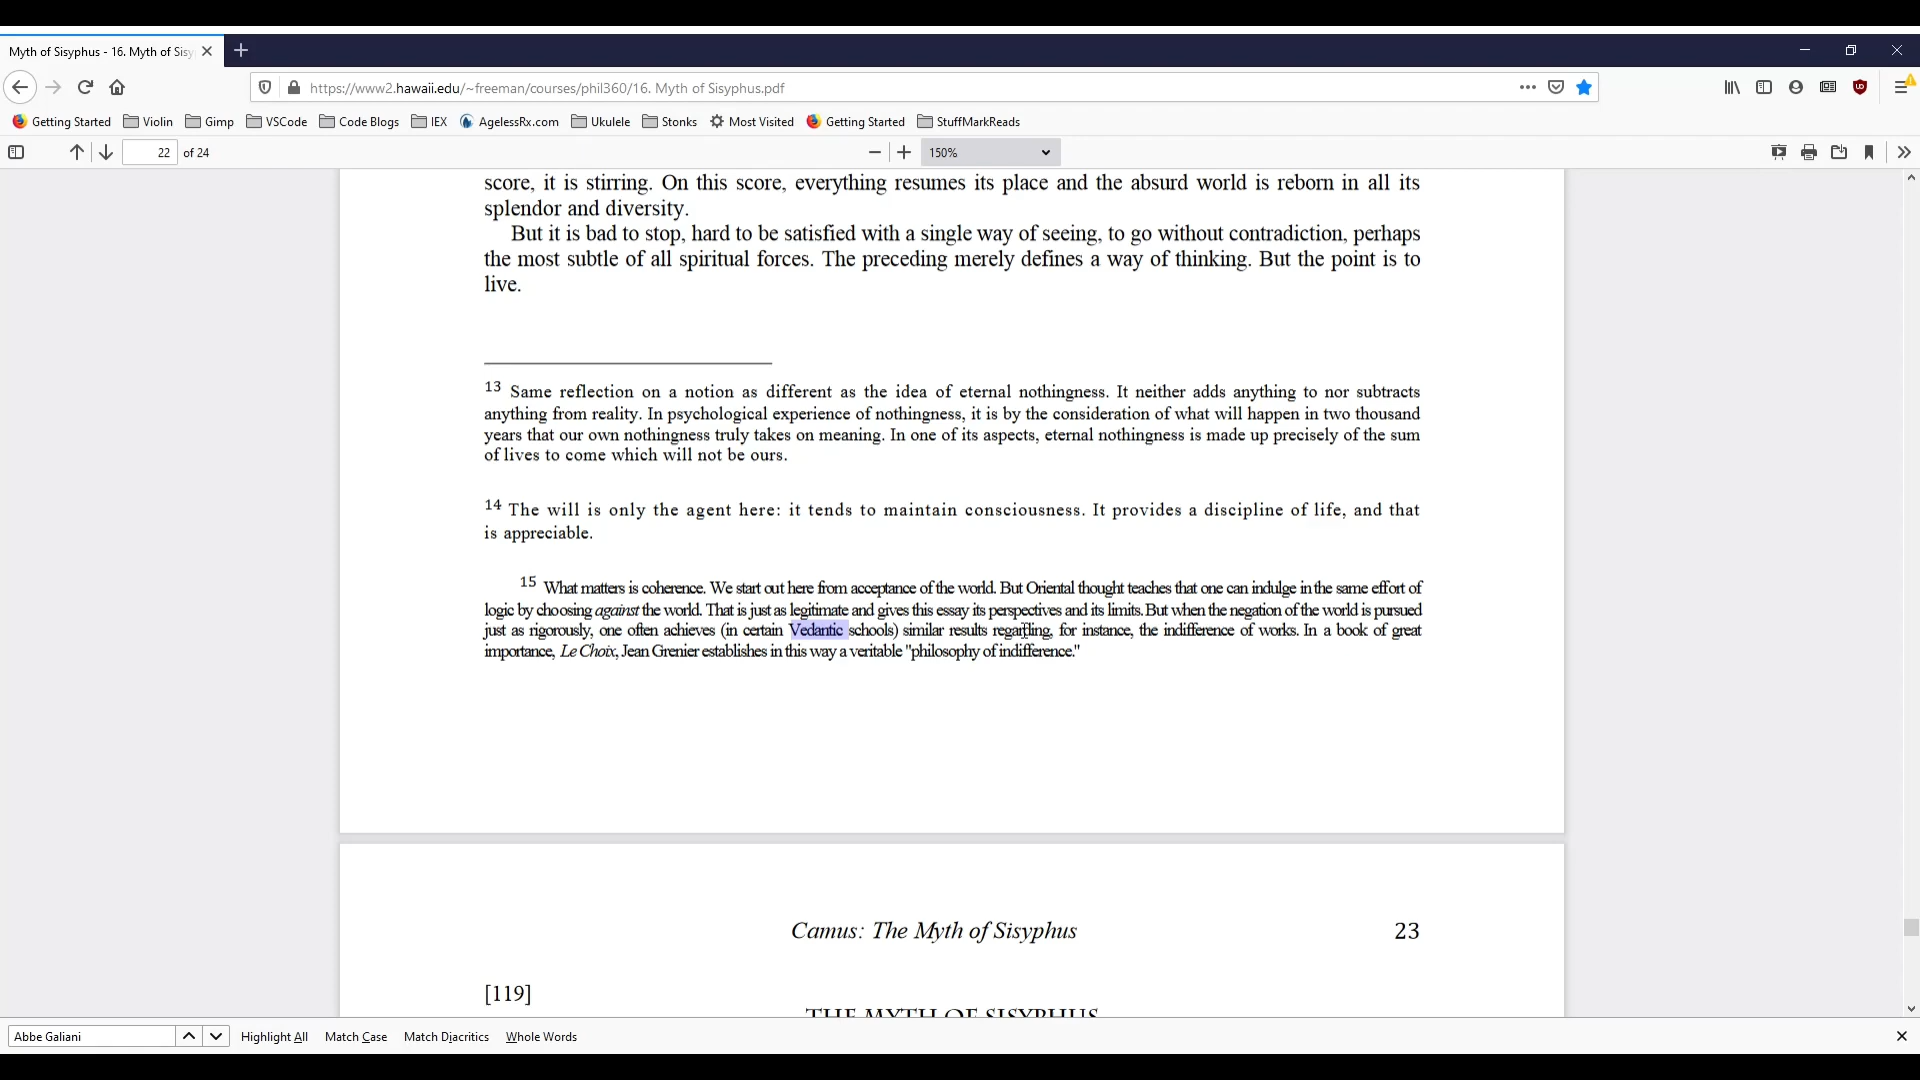 Myth of Sisyphus - 16. Myth of Sisy
https://www2.hawaii.edu/~freeman/courses/phil360/16. Myth of Sisyphus.pdf
Getting Started Violin Gimp VSCode Code Blogs IEX AgelessRx.com Ukulele Stonks Most Visited Getting Started StuffMarkReads
22 of 24 150%
score, it is stirring. On this score, everything resumes its place and the absurd world is reborn in all its
splendor and diversity.
But it is bad to stop, hard to be satisfied with a single way of seeing, to go without contradiction, perhaps
the most subtle of all spiritual forces. The preceding merely defines a way of thinking. But the point is to
live.
13 Same reflection on a notion as different as the idea of eternal nothingness. It neither adds anything to nor subtracts
anything from reality. In psychological experience of nothingness, it is by the consideration of what will happen in two thousand
years that our own nothingness truly takes on meaning. In one of its aspects, eternal nothingness is made up precisely of the sum
of lives to come which will not be ours.
14 The will is only the agent here: it tends to maintain consciousness. It provides a discipline of life, and that
is appreciable.
15 What matters is coherence. We start out here from acceptance of the world. But Oriental thought teaches that one can indulge in the same effort of
logic by choosing against the world. That is just as legitimate and gives this essay its perspectives and its limits. But when the negation of the world is pursued
just as rigorously, one often achieves (in certain Vedantic schools) similar results regarding, for instance, the indifference of works. In a book of great
importance, Le Choix, Jean Grenier establishes in this way a veritable "philosophy of indifference."
Camus: The Myth of Sisyphus 23
[119]
THE MYTH OF SISYPHUS
Abbe Galiani Highlight All Match Case Match Diacritics Whole Words